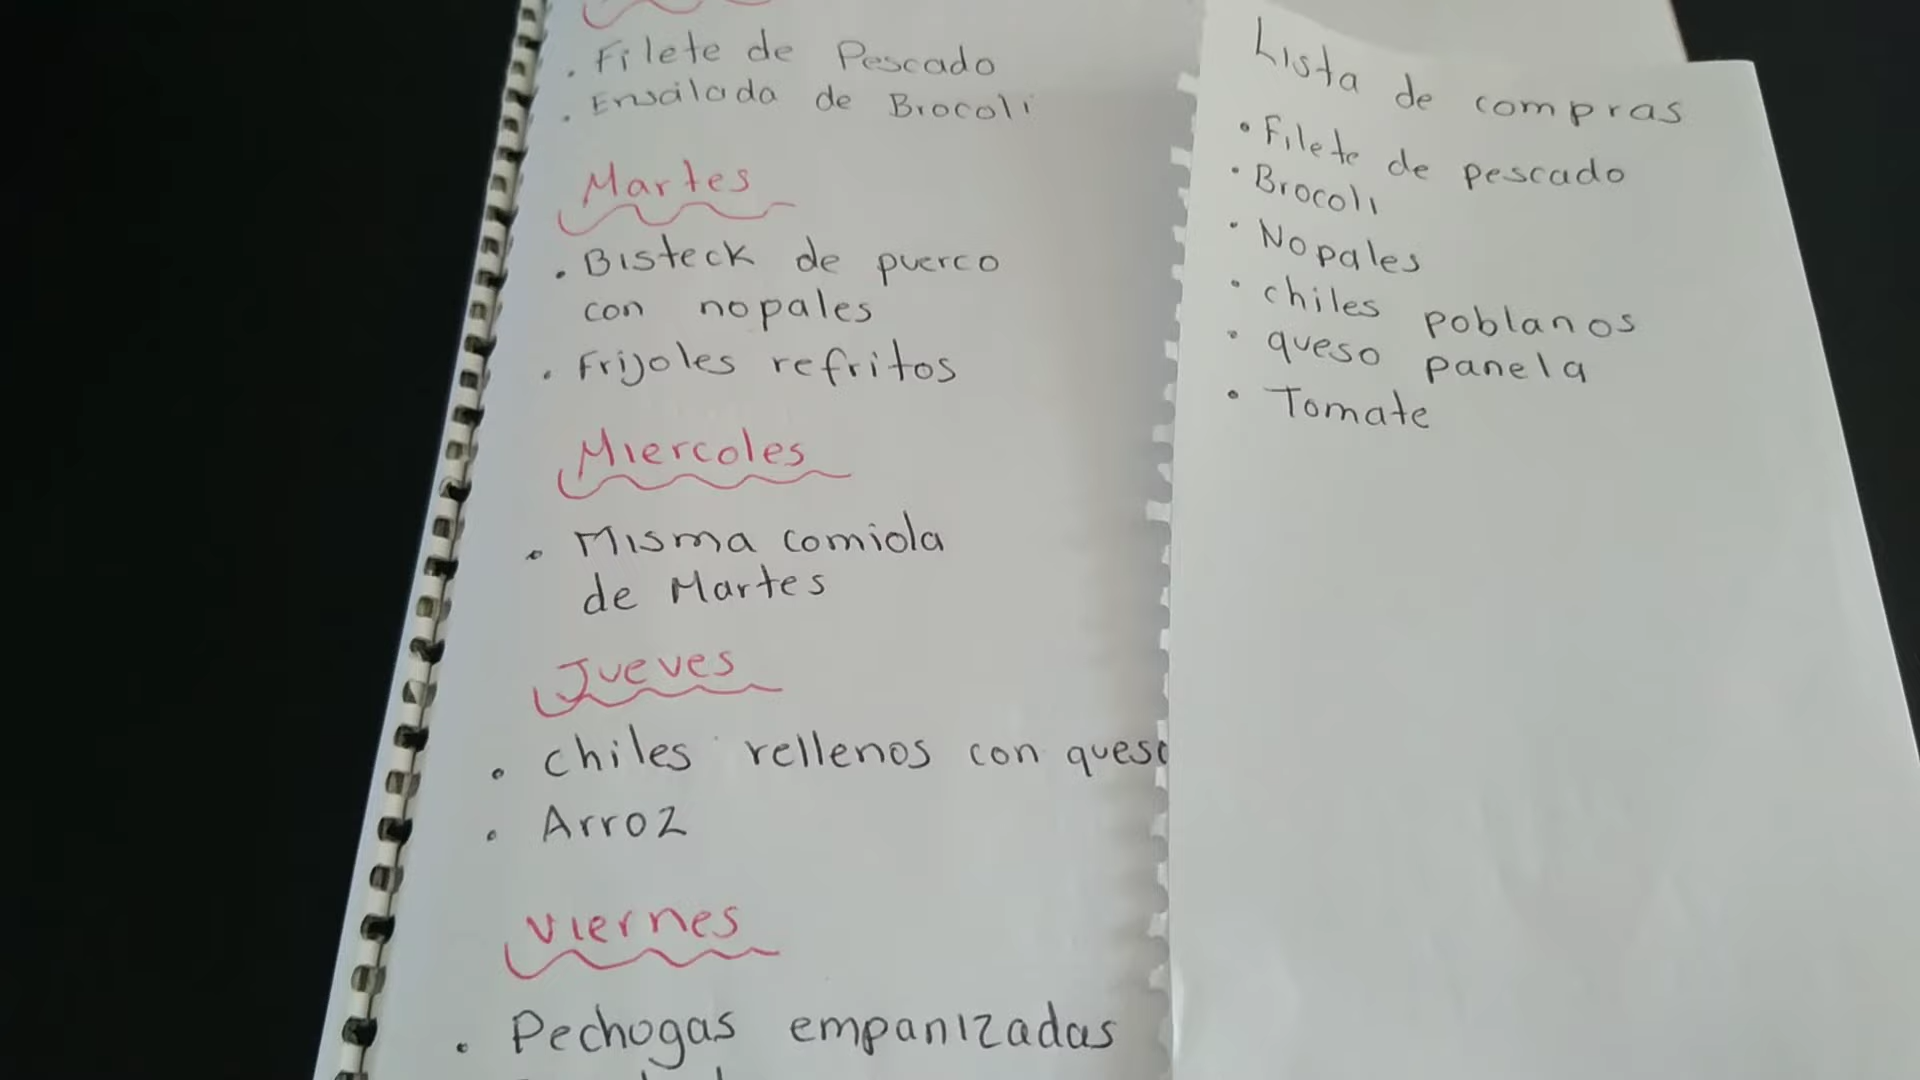 . Filete de Pescado
. Ensalada de Brocoli
Martes
. Bisteck de puerco
con nopales
. Frijoles refritos
Miercoles
. Misma comida
de Martes
Jueves
. chiles rellenos con queso
. Arroz
Viernes
. Pechogas empanizadas
Lista de compras
• Filete de pescado
• Brocoli
• Nopales
• chiles poblanos
• queso panela
• Tomate